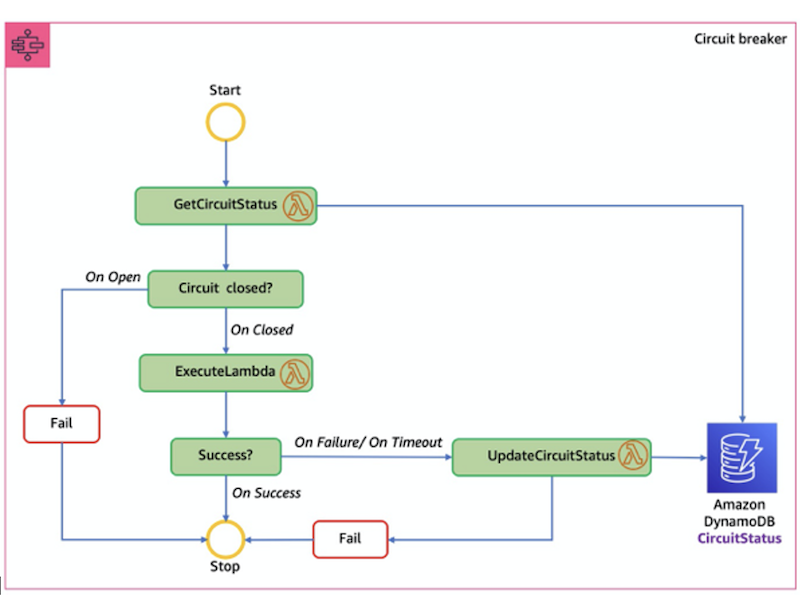 Circuit breaker
Start
GetCircuitStatus
On Open
Circuit closed?
On Closed
ExecuteLambda
Fail
Success?
On Failure/ On Timeout
UpdateCircuitStatus
On Success
Fail
Stop
Amazon
DynamoDB
CircuitStatus